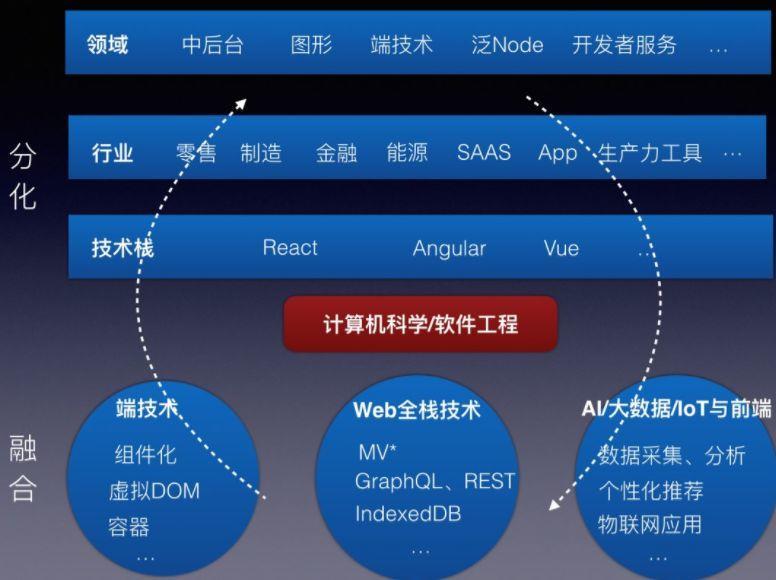 领域 中后台 图形 端技术 泛Node 开发者服务 …
分化
行业 零售 制造 金融 能源 SAAS App 生产力工具 …
技术栈 React Angular Vue …
计算机科学/软件工程
融合
端技术
组件化
虚拟DOM
容器
…
Web全栈技术
MV*
GraphQL、REST
IndexedDB
…
AI/大数据/IoT与前端
数据采集、分析
个性化推荐
物联网应用
…